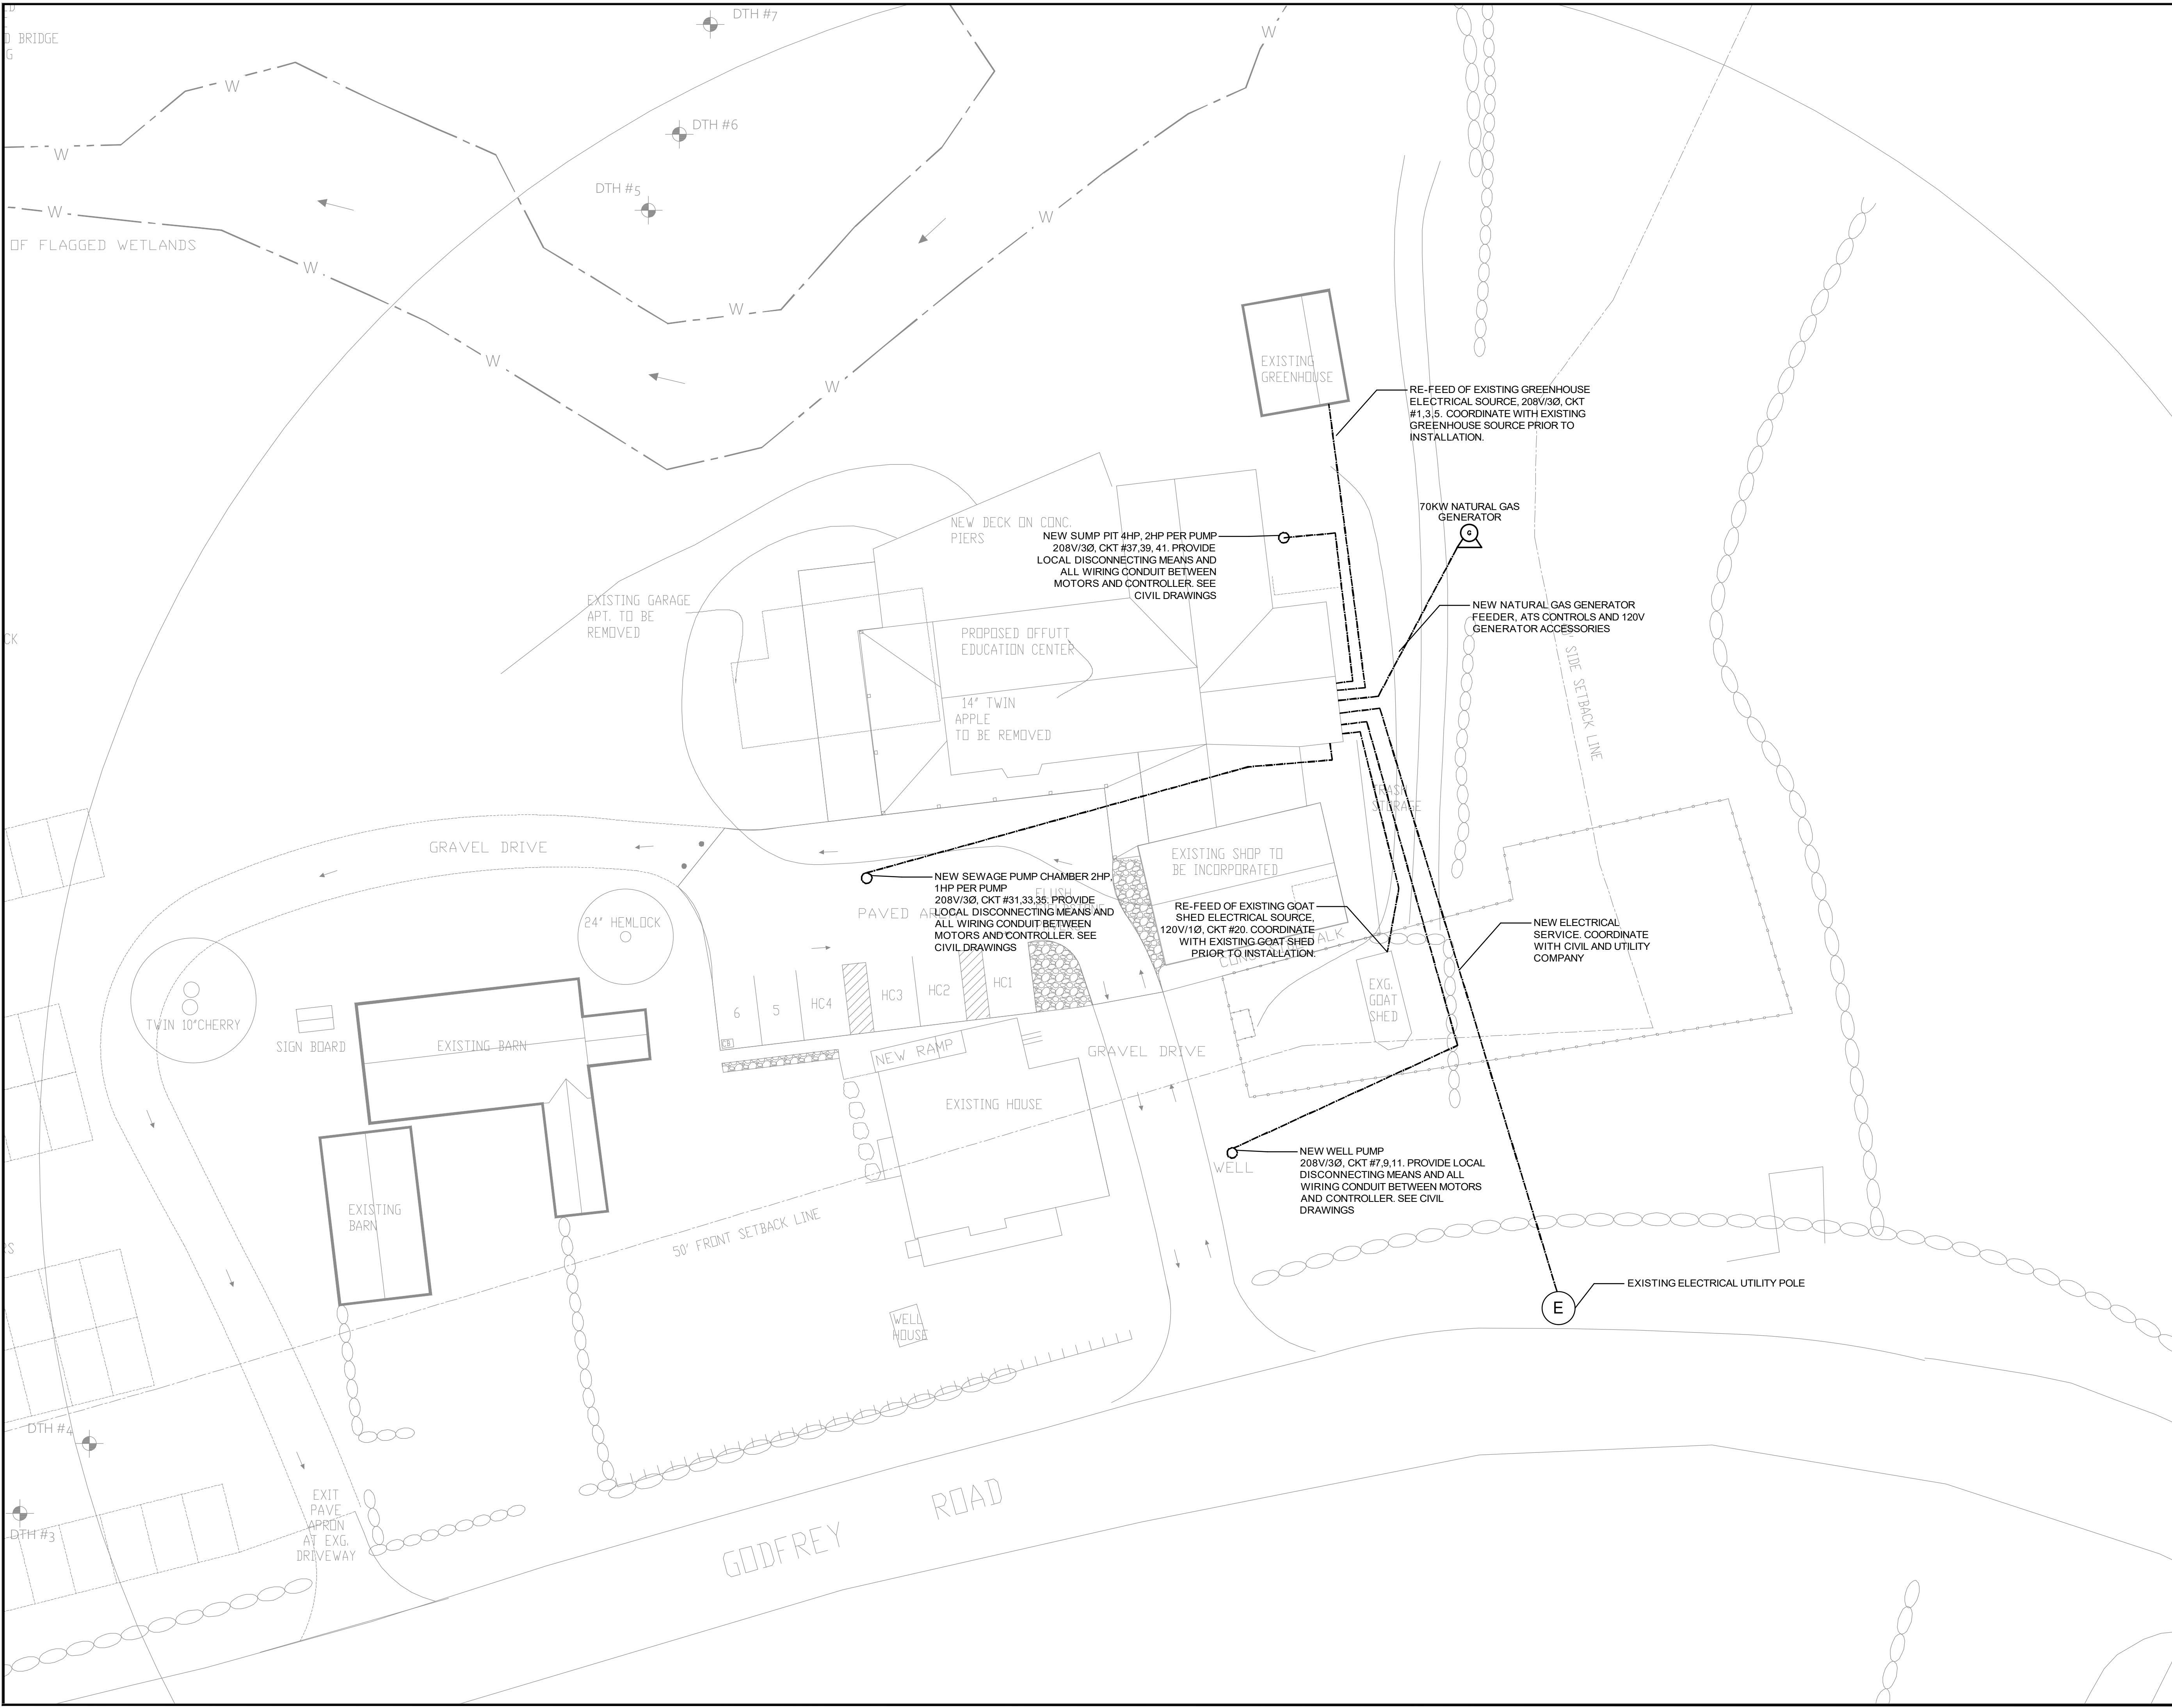 DTH #7
D BRIDGE
G
W
W
DTH #6
W
DTH #5
W
W
OF FLAGGED WETLANDS
W
W
W
W
EXISTING
GREENHOUSE
RE-FEED OF EXISTING GREENHOUSE
ELECTRICAL SOURCE, 208V/3Ø, CKT
#1,3,5. COORDINATE WITH EXISTING
GREENHOUSE SOURCE PRIOR TO
INSTALLATION.
70KW NATURAL GAS
GENERATOR
G
NEW DECK ON CONC.
PIERS
NEW SUMP PIT 4HP, 2HP PER PUMP
208V/3Ø, CKT #37,39, 41. PROVIDE
LOCAL DISCONNECTING MEANS AND
ALL WIRING CONDUIT BETWEEN
MOTORS AND CONTROLLER. SEE
CIVIL DRAWINGS
EXISTING GARAGE
APT. TO BE
REMOVED
NEW NATURAL GAS GENERATOR
FEEDER, ATS CONTROLS AND 120V
GENERATOR ACCESSORIES
CK
PROPOSED OFFUTT
EDUCATION CENTER
SIDE SETBACK LINE
14" TWIN
APPLE
TO BE REMOVED
TRASH
STORAGE
GRAVEL DRIVE
EXISTING SHOP TO
BE INCORPORATED
NEW SEWAGE PUMP CHAMBER 2HP,
1HP PER PUMP
208V/3Ø, CKT #31,33,35. PROVIDE
LOCAL DISCONNECTING MEANS AND
ALL WIRING CONDUIT BETWEEN
MOTORS AND CONTROLLER. SEE
CIVIL DRAWINGS
FLUSH
PAVED AREA
24" HEMLOCK
RE-FEED OF EXISTING GOAT
SHED ELECTRICAL SOURCE,
120V/1Ø, CKT #20. COORDINATE
WITH EXISTING GOAT SHED
PRIOR TO INSTALLATION.
NEW ELECTRICAL
SERVICE. COORDINATE
WITH CIVIL AND UTILITY
COMPANY
6
5
HC4
HC3
HC2
HC1
EXG.
GOAT
SHED
TWIN 10"CHERRY
SIGN BOARD
EXISTING BARN
CB
NEW RAMP
GRAVEL DRIVE
EXISTING HOUSE
NEW WELL PUMP
208V/3Ø, CKT #7,9,11. PROVIDE LOCAL
DISCONNECTING MEANS AND ALL
WIRING CONDUIT BETWEEN MOTORS
AND CONTROLLER. SEE CIVIL
DRAWINGS
WELL
EXISTING
BARN
50' FRONT SETBACK LINE
EXISTING ELECTRICAL UTILITY POLE
E
WELL
HOUSE
DTH #4
DTH #3
EXIT
PAVE
APRON
AT EXG.
DRIVEWAY
GODFREY ROAD